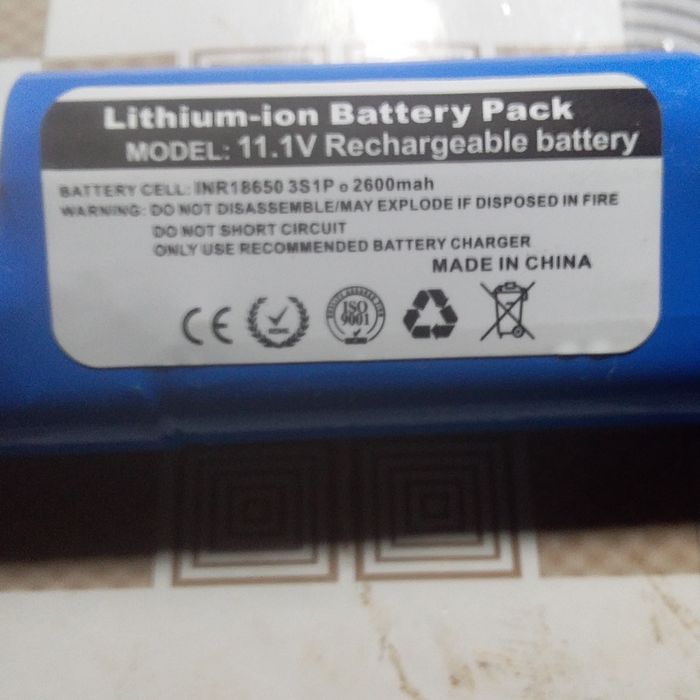 Lithium-ion Battery Pack
MODEL: 11.1V Rechargeable battery
BATTERY CELL: INR18650 3S1P o 2600mah
WARNING: DO NOT DISASSEMBLE/MAY EXPLODE IF DISPOSED IN FIRE
DO NOT SHORT CIRCUIT
ONLY USE RECOMMENDED BATTERY CHARGER
MADE IN CHINA
CE
ISO
9001